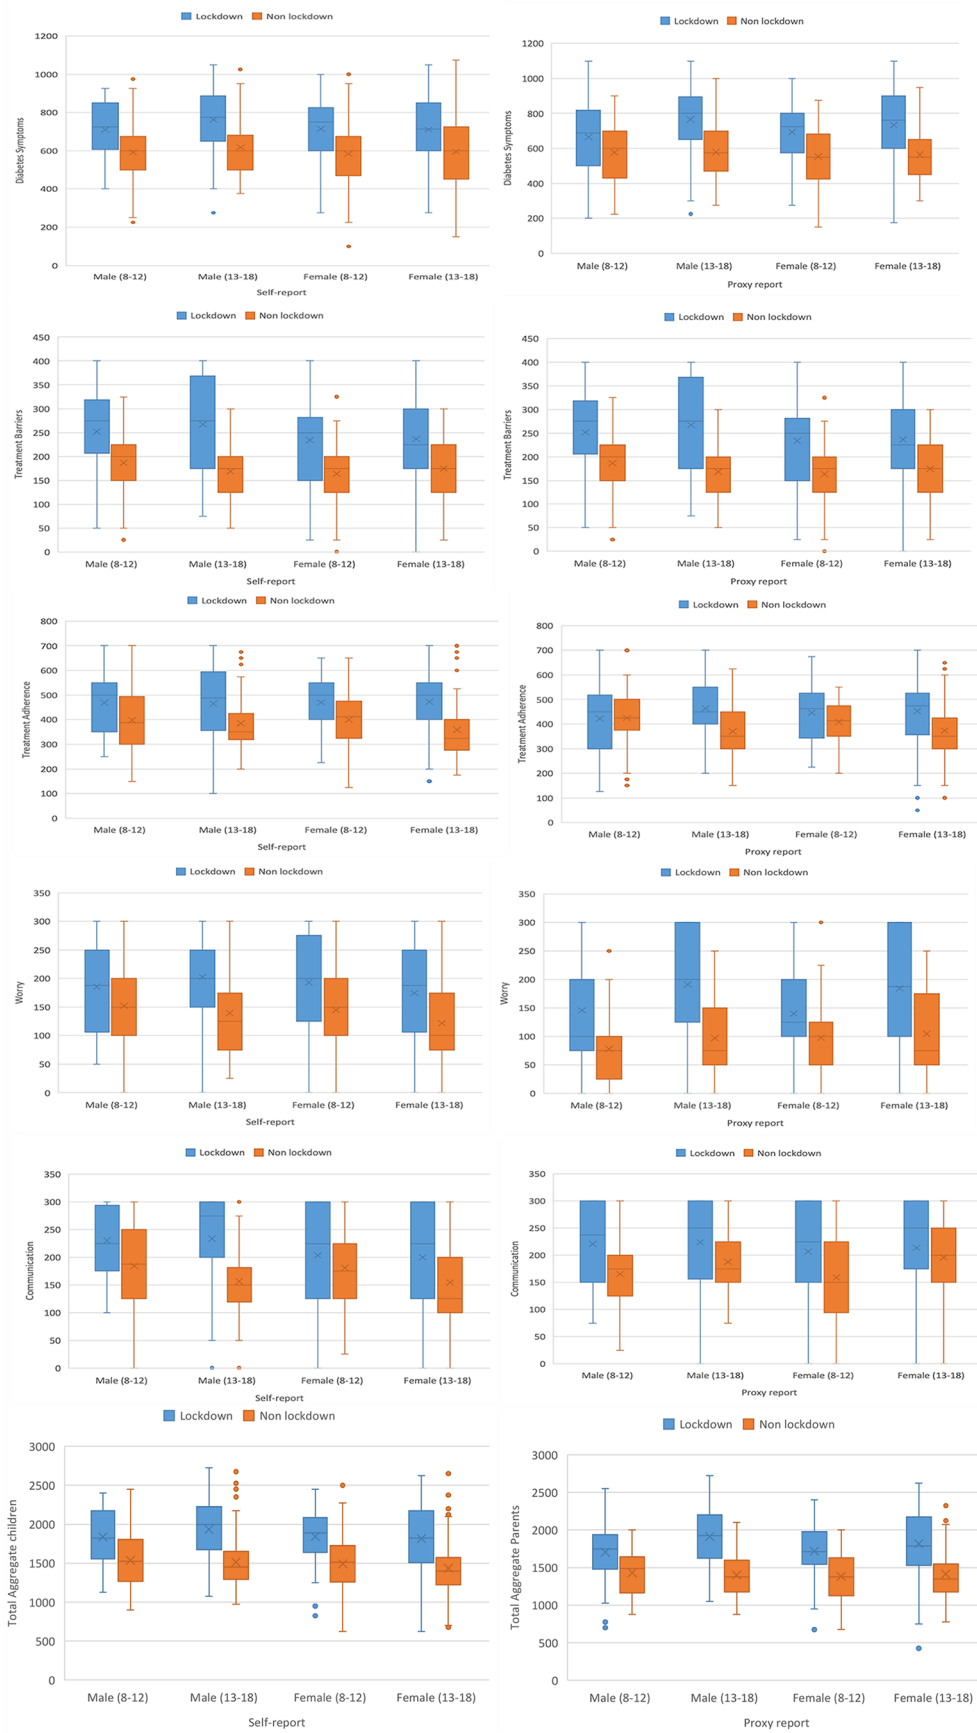 Lockdown Non lockdown
Diabetes Symptoms
1200
1000
800
600
400
200
0
Male (8-12) Male (13-18) Female (8-12) Female (13-18)
Self-report
Lockdown Non lockdown
Diabetes Symptoms
1200
1000
800
600
400
200
0
Male (8-12) Male (13-18) Female (8-12) Female (13-18)
Proxy report
Lockdown Non lockdown
Treatment Barriers
450
400
350
300
250
200
150
100
50
0
Male (8-12) Male (13-18) Female (8-12) Female (13-18)
Self-report
Lockdown Non lockdown
Treatment Barriers
450
400
350
300
250
200
150
100
50
0
Male (8-12) Male (13-18) Female (8-12) Female (13-18)
Proxy report
Lockdown Non lockdown
Treatment Adherence
800
700
600
500
400
300
200
100
0
Male (8-12) Male (13-18) Female (8-12) Female (13-18)
Self-report
Lockdown Non lockdown
Treatment Adherence
800
700
600
500
400
300
200
100
0
Male (8-12) Male (13-18) Female (8-12) Female (13-18)
Proxy report
Lockdown Non lockdown
Worry
350
300
250
200
150
100
50
0
Male (8-12) Male (13-18) Female (8-12) Female (13-18)
Self-report
Lockdown Non lockdown
Worry
350
300
250
200
150
100
50
0
Male (8-12) Male (13-18) Female (8-12) Female (13-18)
Proxy report
Lockdown Non lockdown
Communication
350
300
250
200
150
100
50
0
Male (8-12) Male (13-18) Female (8-12) Female (13-18)
Self-report
Lockdown Non lockdown
Communication
350
300
250
200
150
100
50
0
Male (8-12) Male (13-18) Female (8-12) Female (13-18)
Proxy report
Lockdown Non lockdown
Total Aggregate children
3000
2500
2000
1500
1000
500
0
Male (8-12) Male (13-18) Female (8-12) Female (13-18)
Self-report
Lockdown Non lockdown
Total Aggregate Parents
3000
2500
2000
1500
1000
500
0
Male (8-12) Male (13-18) Female (8-12) Female (13-18)
Proxy report